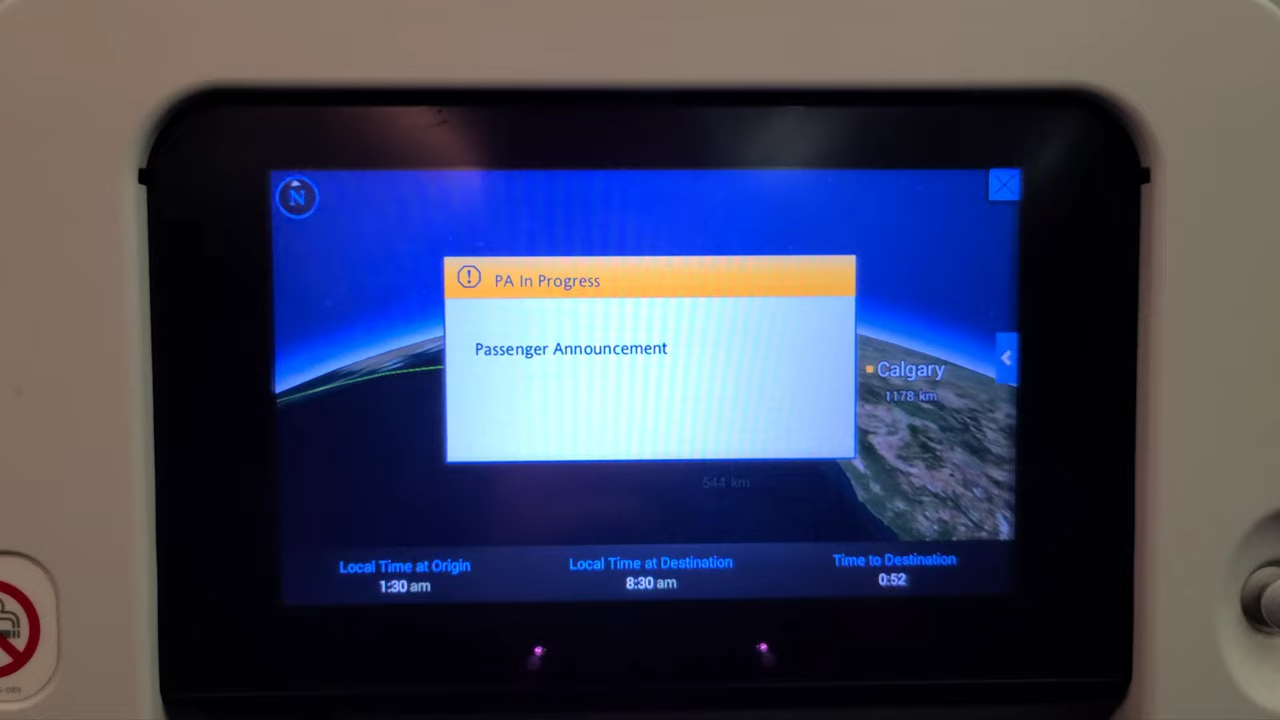 N
PA In Progress
Passenger Announcement
Calgary
1178 km
544 km
Local Time at Origin
1:30 am
Local Time at Destination
8:30 am
Time to Destination
0:52